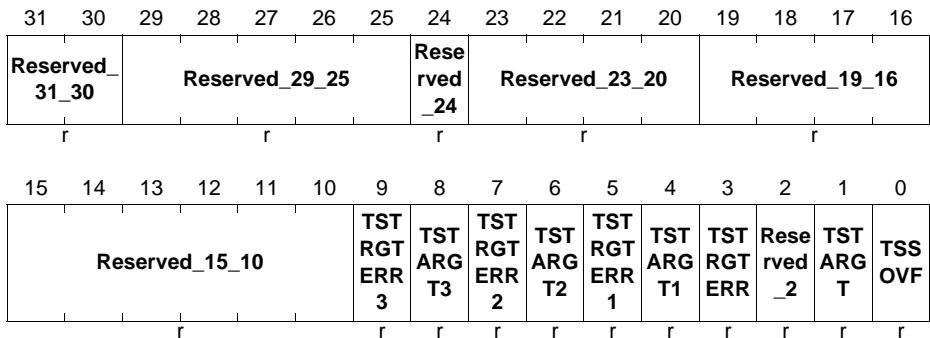 31 30 29 28 27 26 25 24 23 22 21 20 19 18 17 16
Reserved_
31_30
Reserved_29_25
Rese
rved
_24
Reserved_23_20
Reserved_19_16
r r r r r
15 14 13 12 11 10 9 8 7 6 5 4 3 2 1 0
Reserved_15_10
TST
RGT
ERR
3
TST
ARG
T3
TST
RGT
ERR
2
TST
ARG
T2
TST
RGT
ERR
1
TST
ARG
T1
TST
RGT
ERR
Rese
rved
_2
TST
ARG
T
TSS
OVF
r r r r r r r r r r r